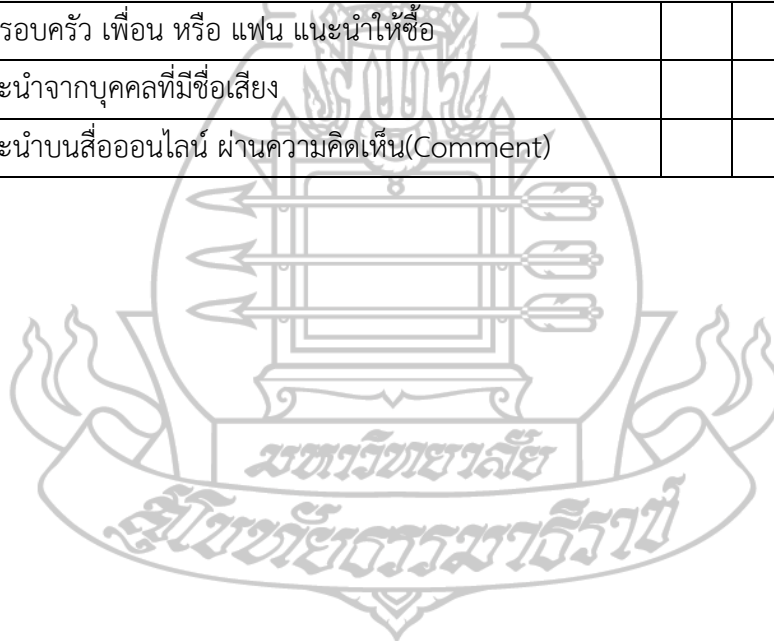 รอบครัว เพื่อน หรือ แฟน แนะนำให้ซื้อ
ะนำจากบุคคลที่มีชื่อเสียง
ะนำบนสื่อออนไลน์ ผ่านความคิดเห็น(Comment)
มหาวิทยาลัย
สุโขทัยธรรมาธิราช